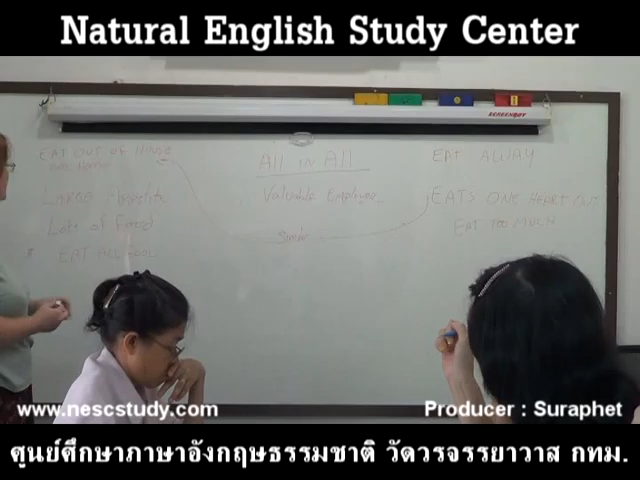 Natural English Study Center
SCREENBOY
EAT OUT OF HOUSE
All in All
EAT AWAY
LARGE Appetite
Valuable Employee
EATS ONE HEART OUT
Lots of Food
EAT TOO MUCH
EAT
www.nescstudy.com
Producer : Suraphet
ศูนย์ศึกษาภาษาอังกฤษธรรมชาติ วัดวรจรรยาวาส กทม.